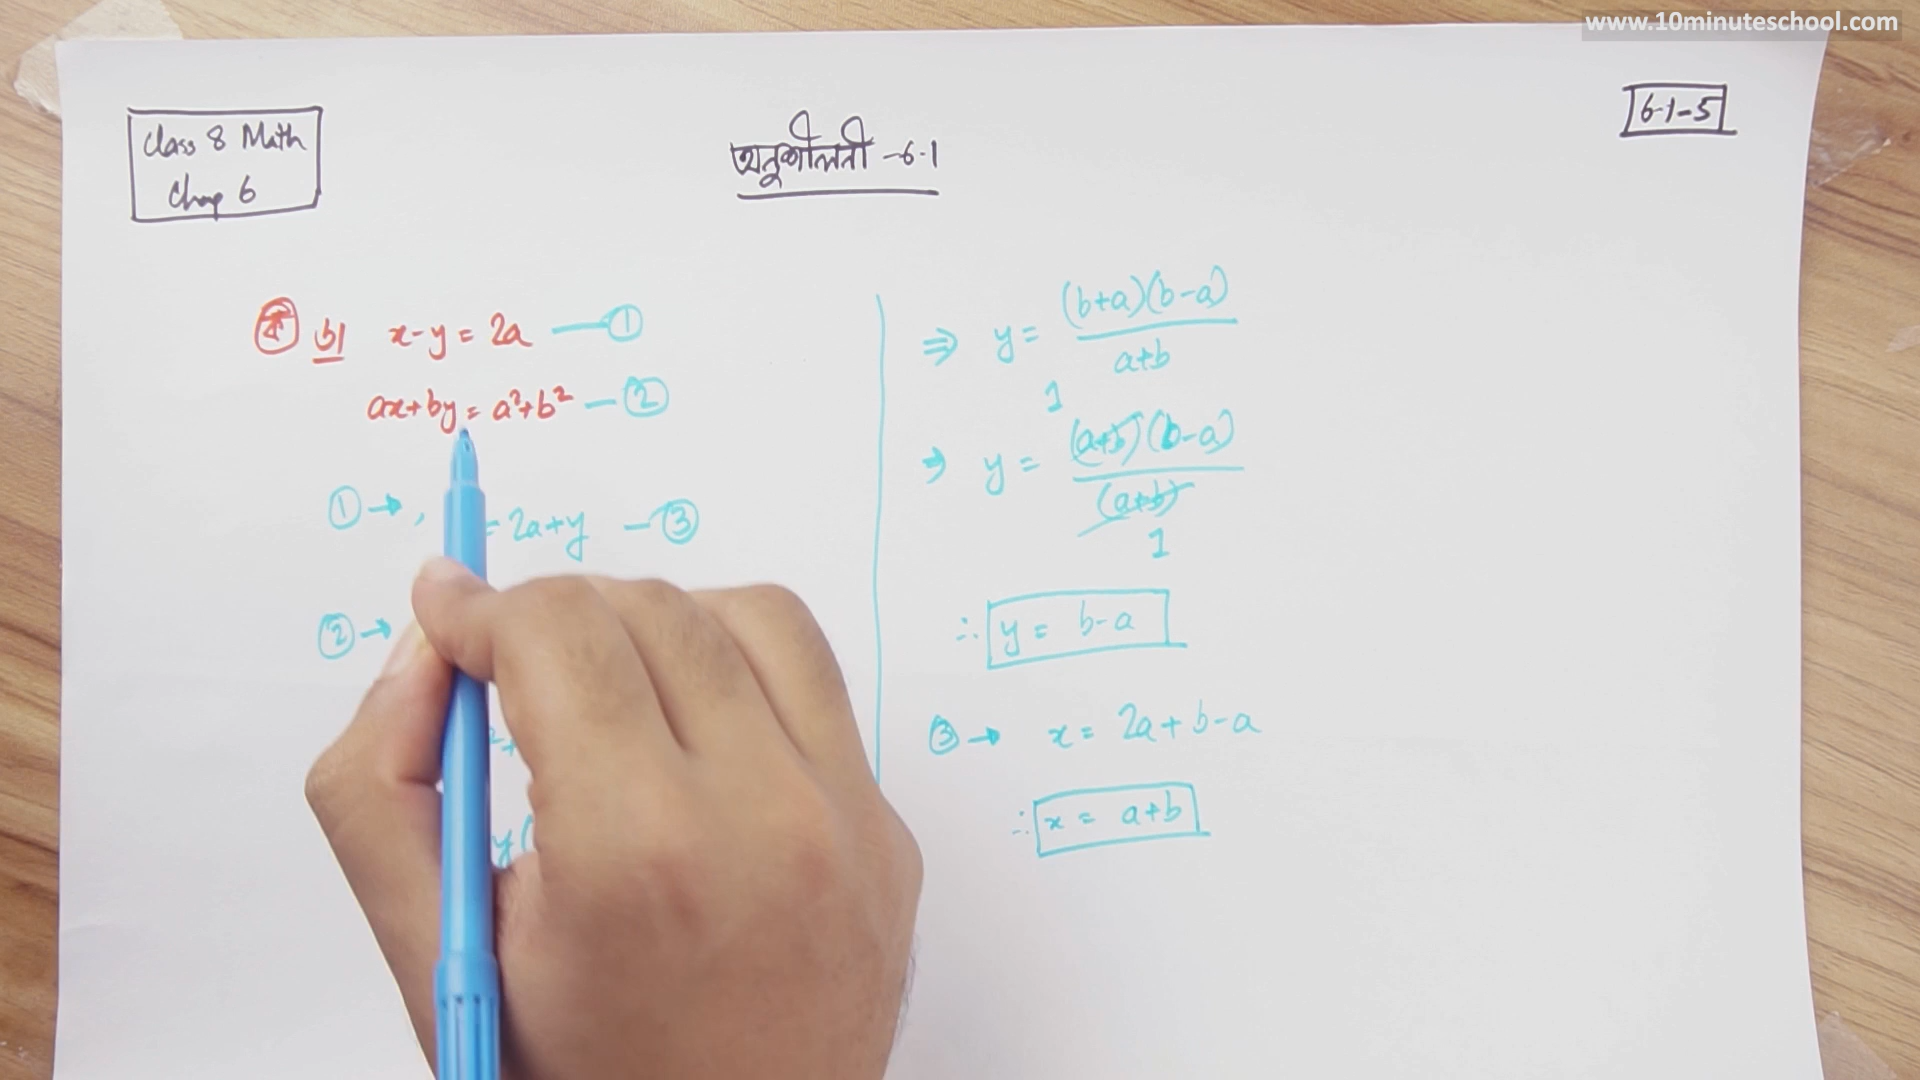 www.10minuteschool.com
Class 8 Math
Chap 6
অনুশীলনী -6.1
6.1-5
x-y = 2a — ①
ax+by = a²+b² — ②
① → , = 2a+y — ③
② →
y(
⇒ y = (b+a)(b-a) / a+b
1
⇒ y = (a+b)(b-a) / (a+b)
1
∴ y = b-a
③ → x = 2a+b-a
∴ x = a+b